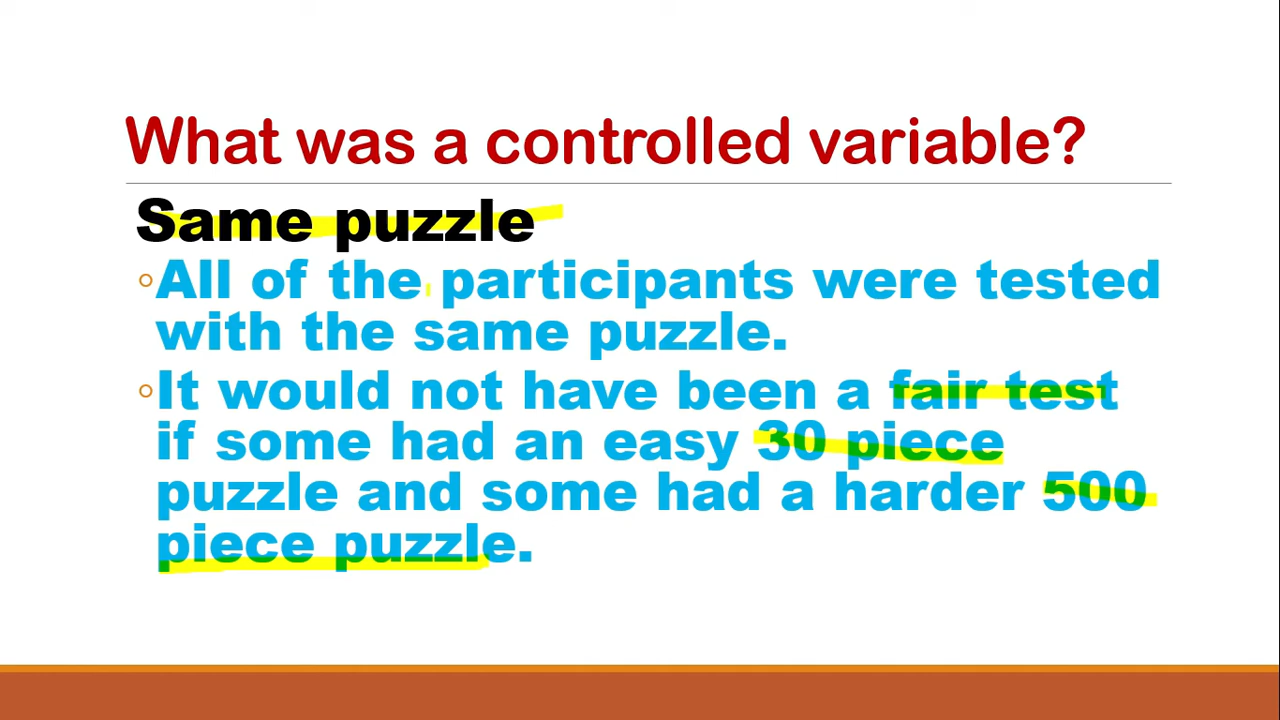 What was a controlled variable?
Same puzzle
◦All of the participants were tested
with the same puzzle.
◦It would not have been a fair test
if some had an easy 30 piece
puzzle and some had a harder 500
piece puzzle.